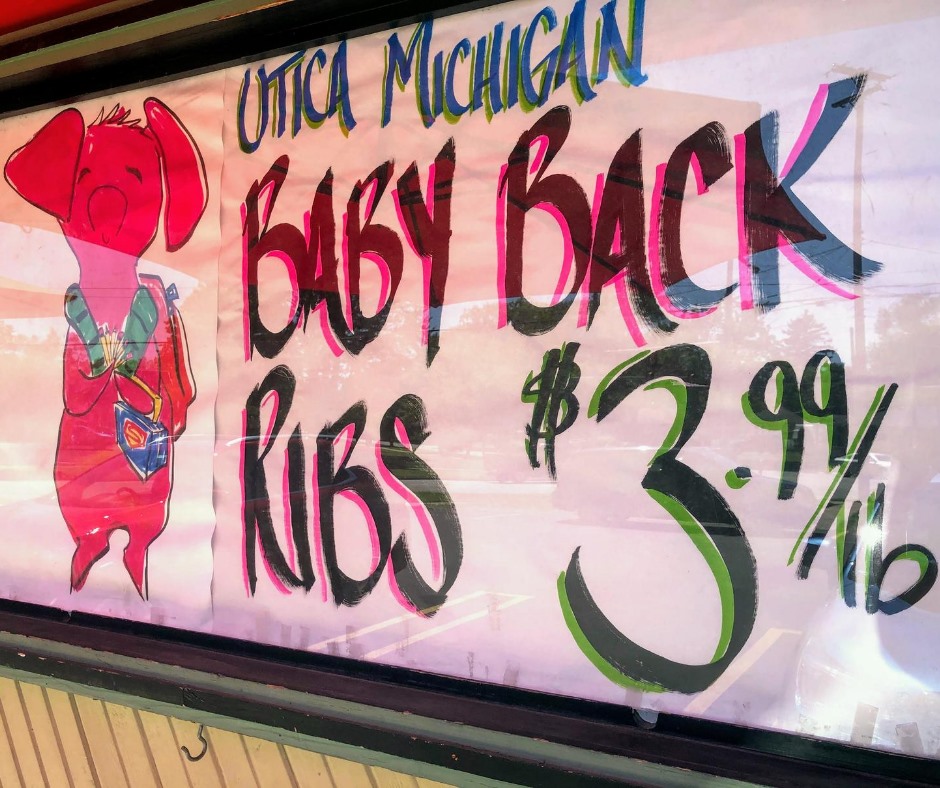 UTICA MICHIGAN
BABY BACK
RIBS $3.99/lb
S